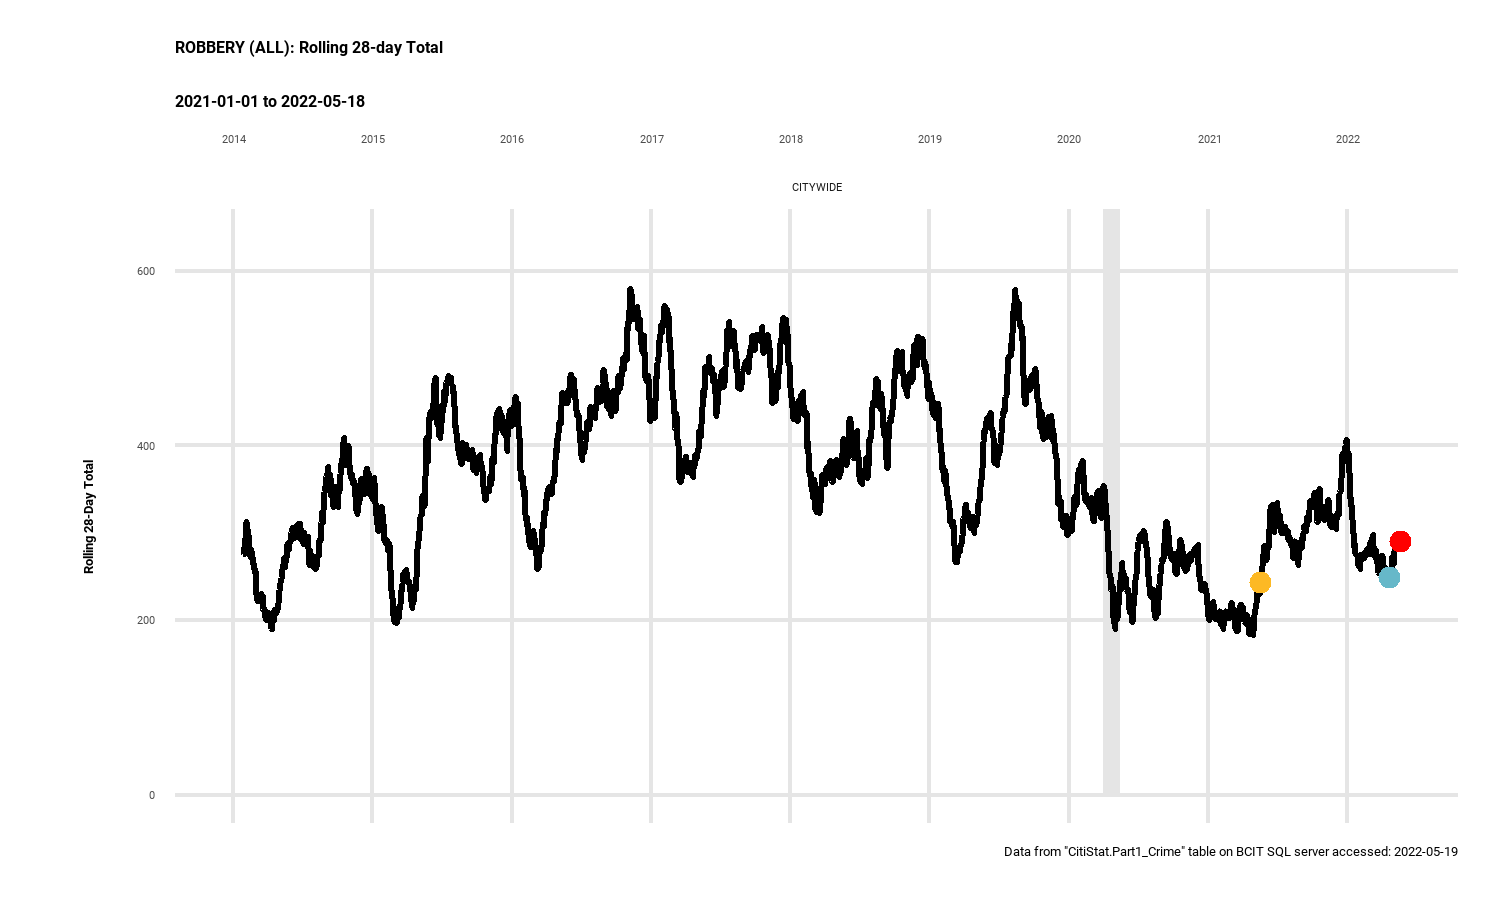 ROBBERY (ALL): Rolling 28-day Total
2021-01-01 to 2022-05-18
2014 2015 2016 2017 2018 2019 2020 2021 2022
CITYWIDE
600
400
200
0
Rolling 28-Day Total
Data from "CitiStat.Part1_Crime" table on BCIT SQL server accessed: 2022-05-19